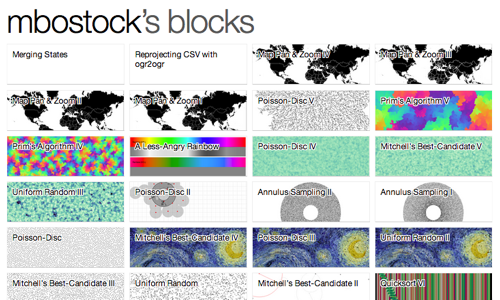 mbostock's blocks
Merging States
Reprojecting CSV with
ogr2ogr
Map Pan & Zoom IV
Map Pan & Zoom III
Map Pan & Zoom II
Map Pan & Zoom I
Poisson-Disc V
Prim's Algorithm V
Prim's Algorithm IV
A Less-Angry Rainbow
Poisson-Disc IV
Mitchell's Best-Candidate V
Uniform Random III
Poisson-Disc II
Annulus Sampling II
Annulus Sampling I
Poisson-Disc
Mitchell's Best-Candidate IV
Poisson-Disc III
Uniform Random II
Mitchell's Best-Candidate III
Uniform Random
Mitchell's Best-Candidate II
Quicksort VI